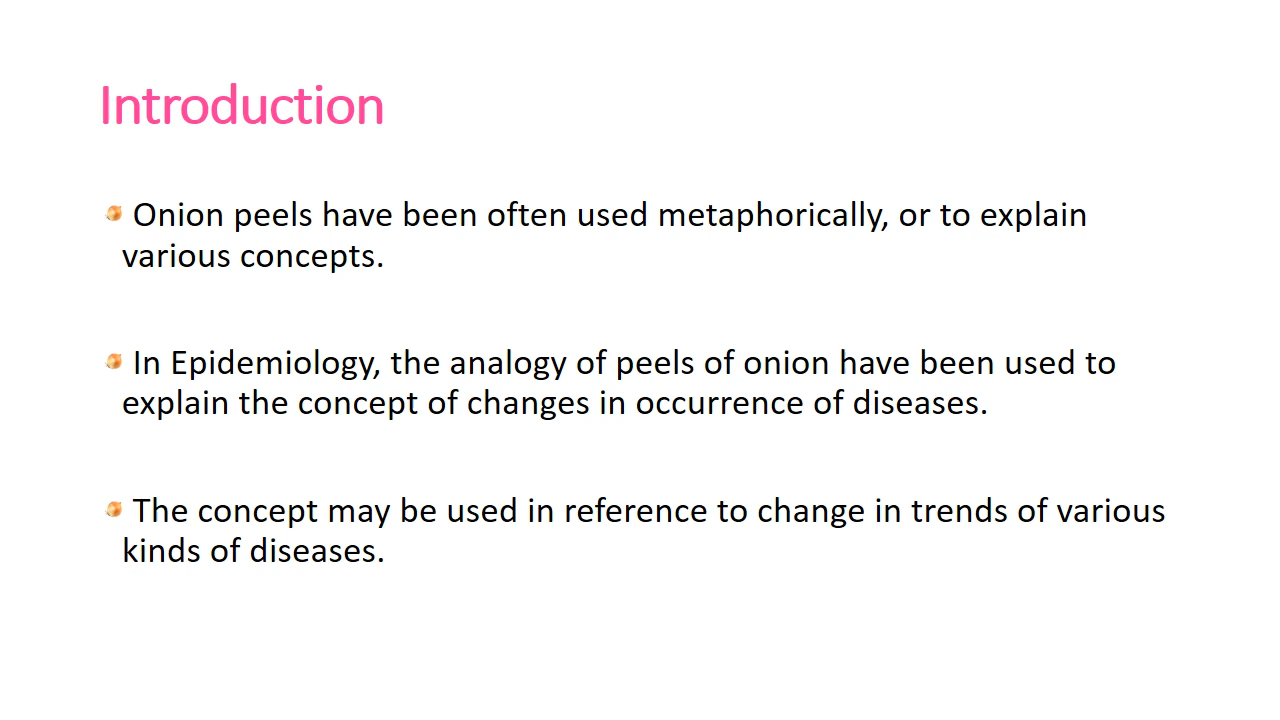 Introduction
Onion peels have been often used metaphorically, or to explain
various concepts.
In Epidemiology, the analogy of peels of onion have been used to
explain the concept of changes in occurrence of diseases.
The concept may be used in reference to change in trends of various
kinds of diseases.